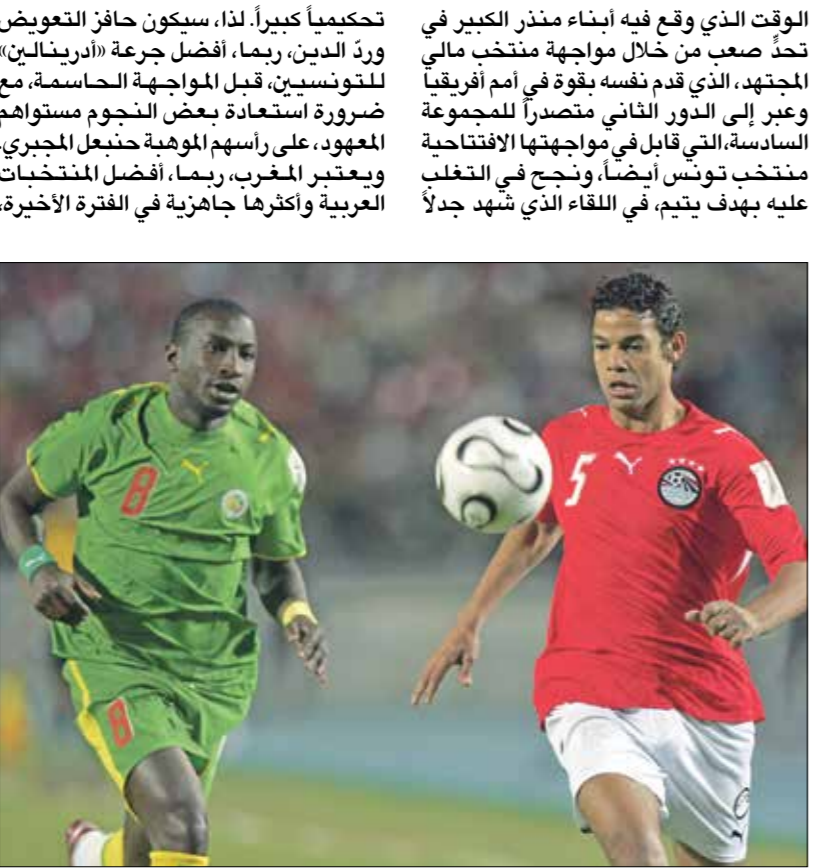 الوقت الذي وقع فيه أبناء منذر الكبير في
تحدٍّ صعب من خلال مواجهة منتخب مالي
المجتهد، الذي قدم نفسه بقوة في أمم أفريقيا
وعبر إلى الدور الثاني متصدراً للمجموعة
السادسة،التي قابل في مواجهتها الافتتاحية
منتخب تونس أيضاً، ونجح في التغلب
عليه بهدف يتيم، في اللقاء الذي شهد جدلاً
تحكيمياً كبيراً. لذا، سيكون حافز التعويض
وردّ الدين، ربما، أفضل جرعة «أدرينالين»
للتونسيين، قبل المواجهة الحاسمة، مع
ضرورة استعادة بعض النجوم مستواهم
المعهود، على رأسهم الموهبة حنبعل المجبري.
ويعتبر المغرب، ربما، أفضل المنتخبات
العربية وأكثرها جاهزية في الفترة الأخيرة،
8
8
5